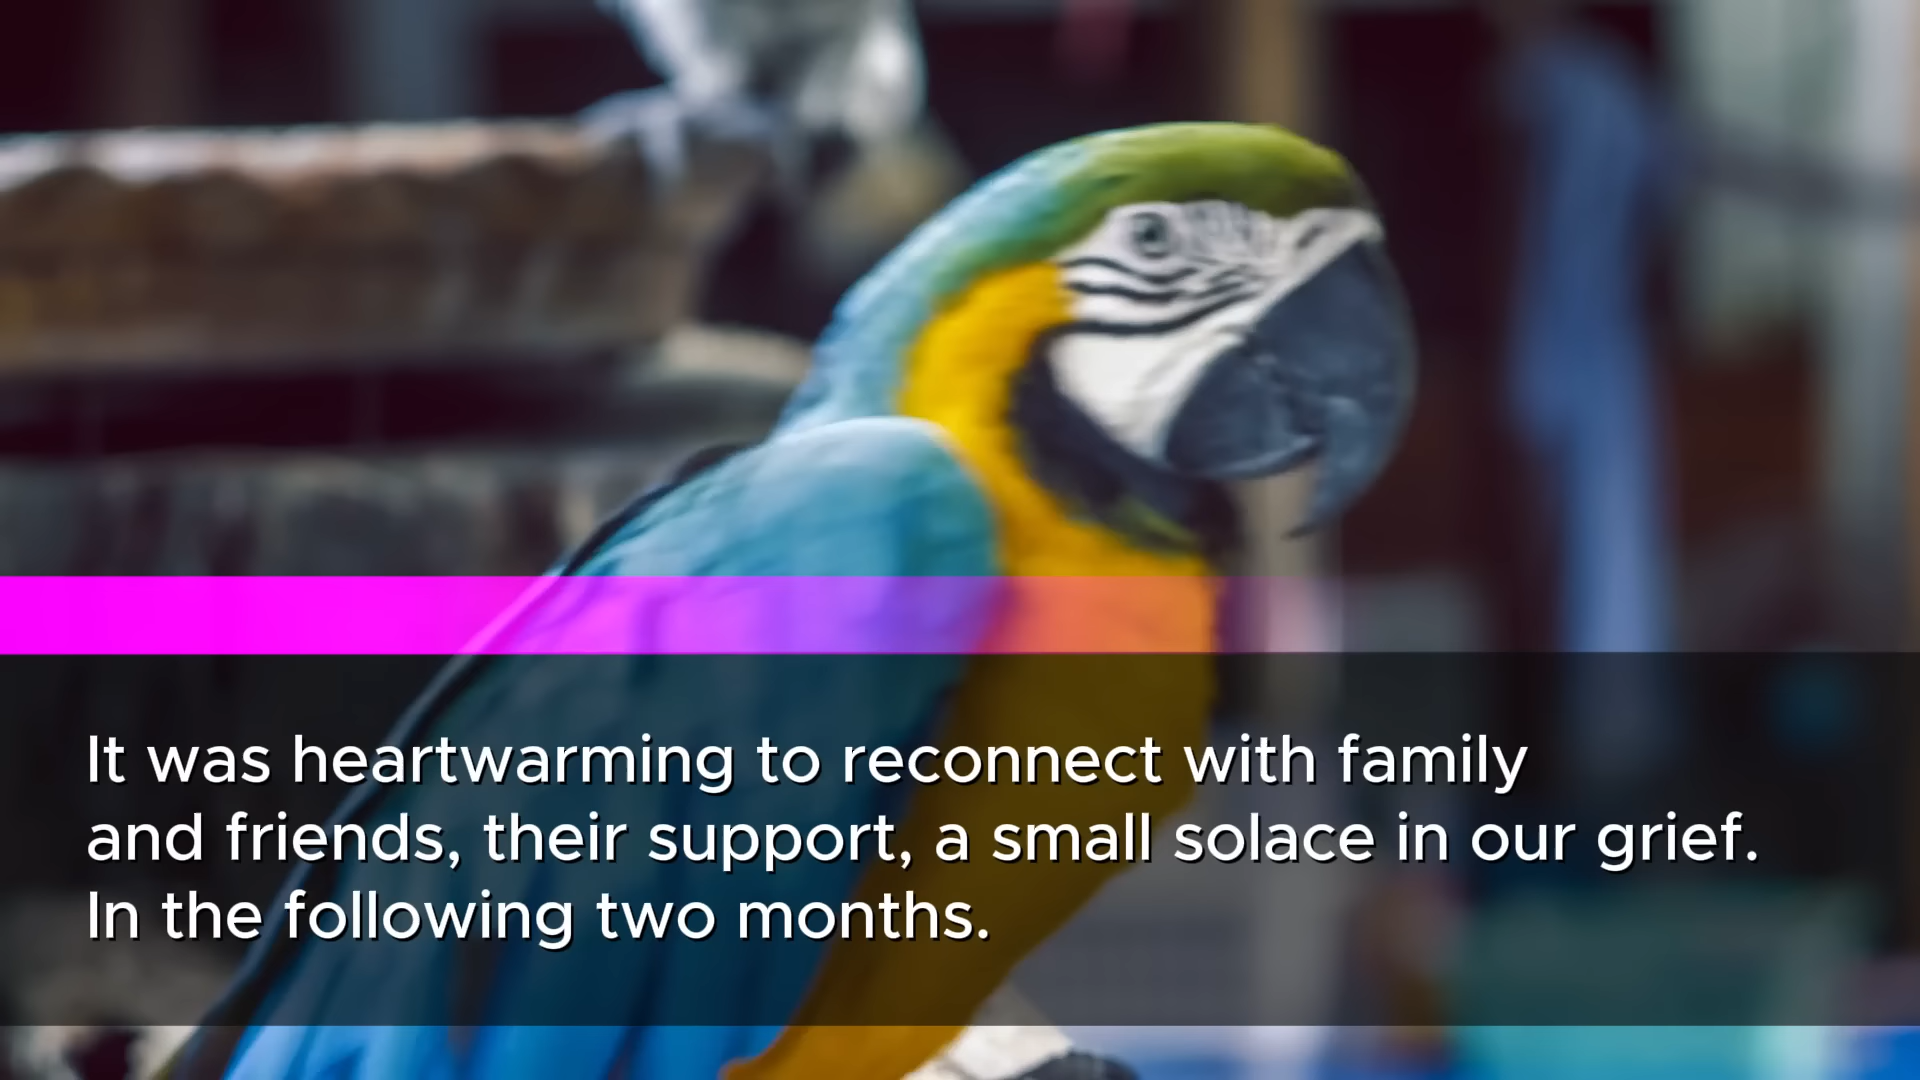 It was heartwarming to reconnect with family
and friends, their support, a small solace in our grief.
In the following two months.